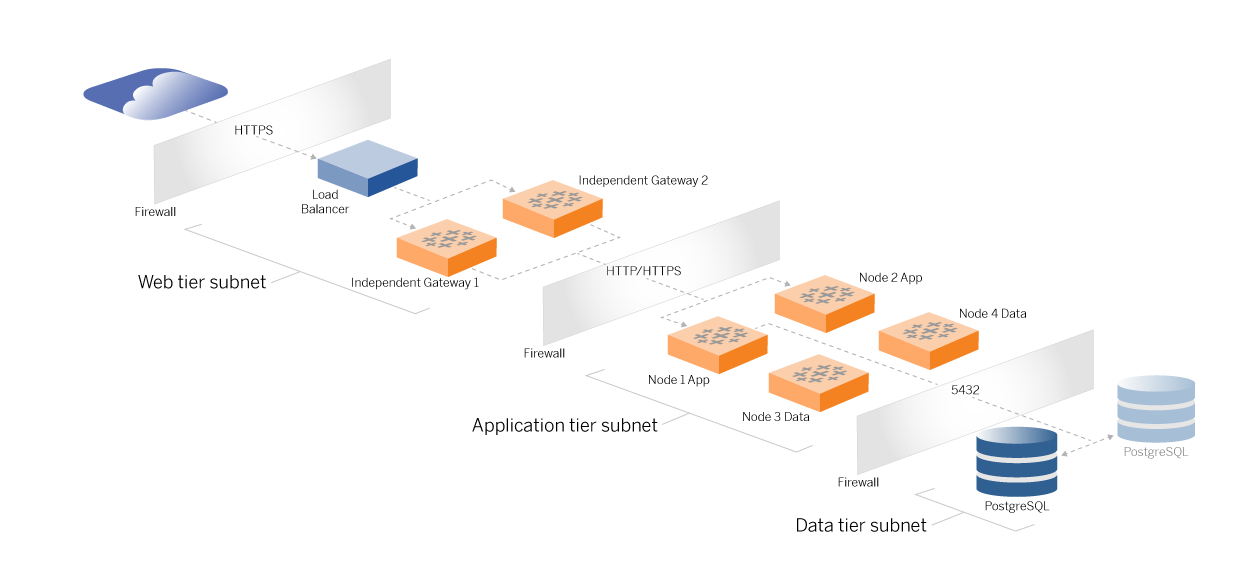 HTTPS
Load
Balancer
Firewall
Independent Gateway 2
Independent Gateway 1
Web tier subnet
HTTP/HTTPS
Firewall
Node 2 App
Node 4 Data
Node 1 App
Node 3 Data
Application tier subnet
5432
Firewall
PostgreSQL
PostgreSQL
Data tier subnet